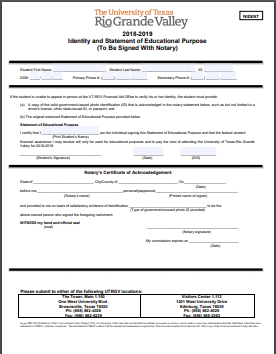 The University of Texas
Rio Grande Valley
NIDENT
2018-2019
Identity and Statement of Educational Purpose
(To Be Signed With Notary)
Student First Name: Student Last Name: ID:
DOB: / / Primary Phone #: ( ) - Secondary Phone #: ( ) -
If the student is unable to appear in person at the UTRGV Financial Aid Office to verify his or her identity, the student must provide:
(a) A copy of the valid government-issued photo identification (ID) that is acknowledged in the notary statement below, such as but not limited to a
driver's license, other state-issued ID, or passport; and
(b) The original notarized Statement of Educational Purpose provided below.
Statement of Educational Purpose
I certify that I am the individual signing this Statement of Educational Purpose and that the federal student
(Print Student's Name)
financial assistance I may receive will only be used for educational purposes and to pay the cost of attending The University of Texas Rio Grande
Valley for 2018-2019.
(Student's Signature) (Date) (SID)
Notary's Certificate of Acknowledgement
State of City/County of On
(Date)
before me, personally appeared,
(Notary's name) (Printed name of signer)
and provided to me on basis of satisfactory evidence of identification to be the
(Type of government-issued photo ID provided)
above-named person who signed the foregoing instrument.
WITNESS my hand and official seal
(seal)
(Notary signature)
My commission expires on
(Date)
Please submit to either of the following UTRGV locations:
The Tower, Main 1.100
One West University Blvd.
Brownsville, Texas 78520
Ph: (888) 882-4026
Fax: (956) 882-8229
Visitors Center 1.113
1201 West University Drive
Edinburg, Texas 78539
Ph: (888) 882-4026